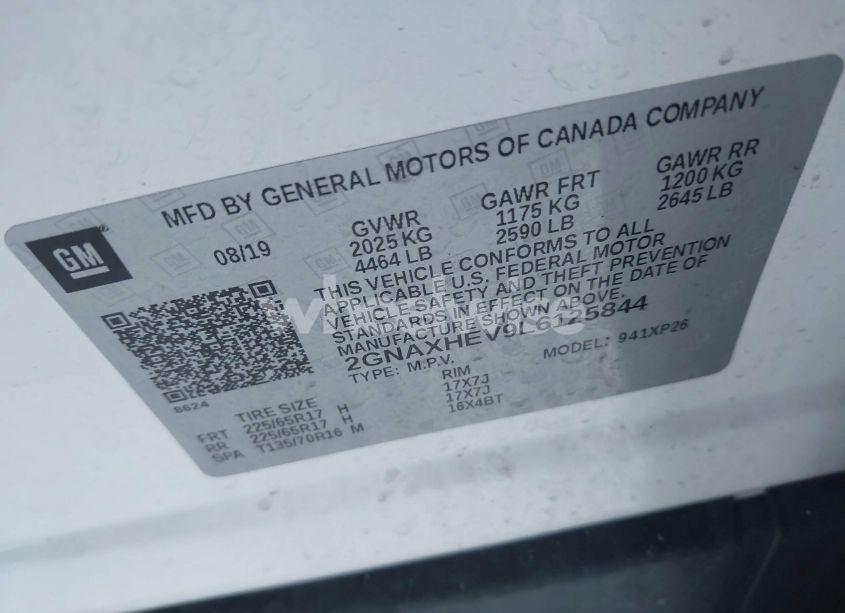 MFD BY GENERAL MOTORS OF CANADA COMPANY
GM
08/19
GVWR
2025 KG
4464 LB
GAWR FRT
1175 KG
2590 LB
GAWR RR
1200 KG
2645 LB
THIS VEHICLE CONFORMS TO ALL
APPLICABLE U.S. FEDERAL MOTOR
VEHICLE SAFETY AND THEFT PREVENTION
STANDARDS IN EFFECT ON THE DATE OF
MANUFACTURE SHOWN ABOVE.
2GNAXHEV9L6125844
TYPE: M.P.V. MODEL: 941XP26
8624
TIRE SIZE RIM
FRT 225/65R17 H 17X7J
RR 225/65R17 H 17X7J
SPA T135/70R16 M 16X4BT